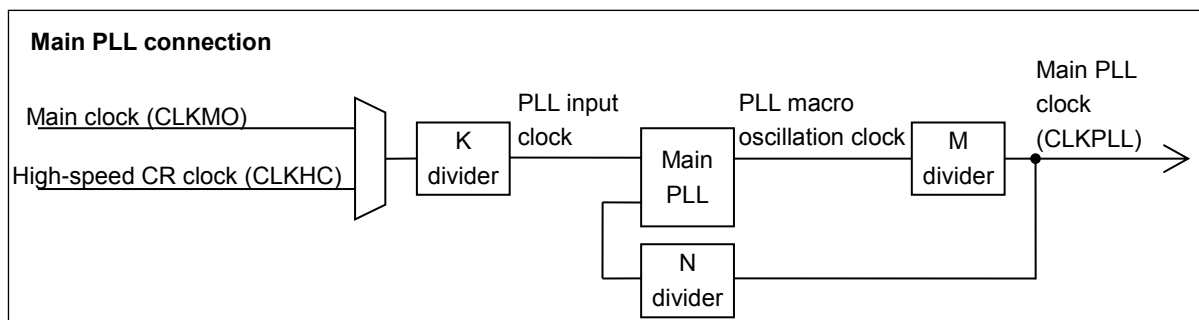 Main PLL connection
Main clock (CLKMO)
High-speed CR clock (CLKHC)
K
divider
PLL input
clock
Main
PLL
PLL macro
oscillation clock
M
divider
Main PLL
clock
(CLKPLL)
N
divider